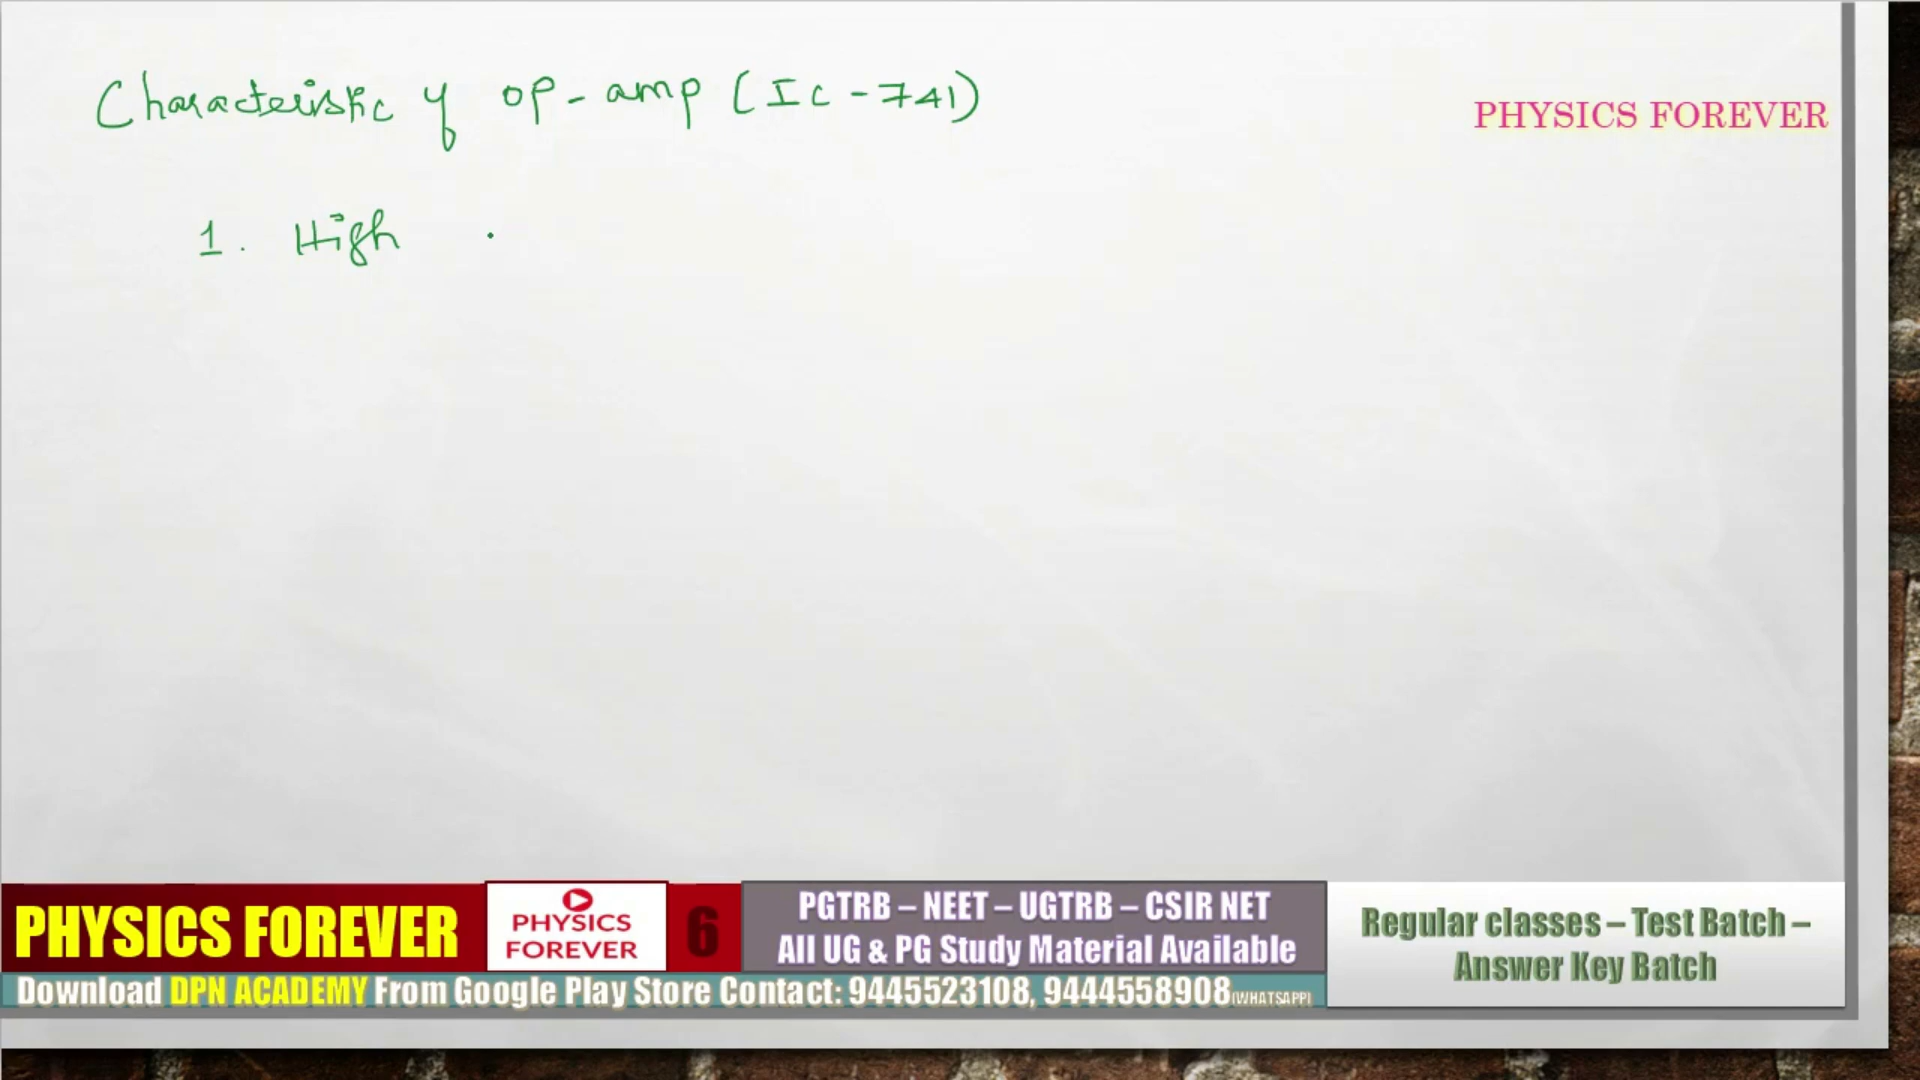 Characteristic of op-amp (IC-741)
PHYSICS FOREVER
1. High
PHYSICS FOREVER
PHYSICS
FOREVER
6
PGTRB – NEET – UGTRB – CSIR NET
All UG & PG Study Material Available
Regular classes – Test Batch –
Answer Key Batch
Download DPN ACADEMY From Google Play Store Contact: 9445523108, 9444558908(WHATSAPP)